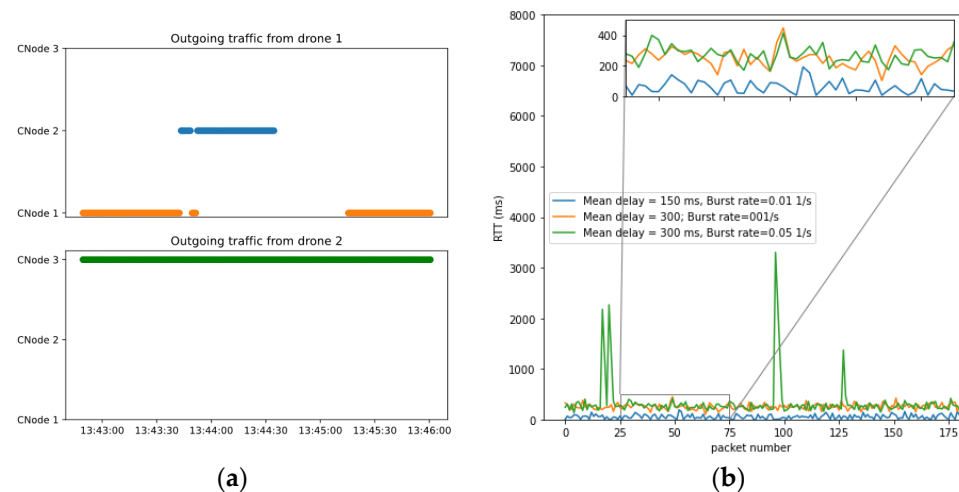 Outgoing traffic from drone 1
CNode 3
CNode 2
CNode 1
Outgoing traffic from drone 2
CNode 3
CNode 2
CNode 1
13:43:00 13:43:30 13:44:00 13:44:30 13:45:00 13:45:30 13:46:00
(a)
8000
7000
6000
5000
4000
3000
2000
1000
0
RTT (ms)
400
200
0
Mean delay = 150 ms, Burst rate=0.01 1/s
Mean delay = 300; Burst rate=001/s
Mean delay = 300 ms, Burst rate=0.05 1/s
0 25 50 75 100 125 150 175
packet number
(b)